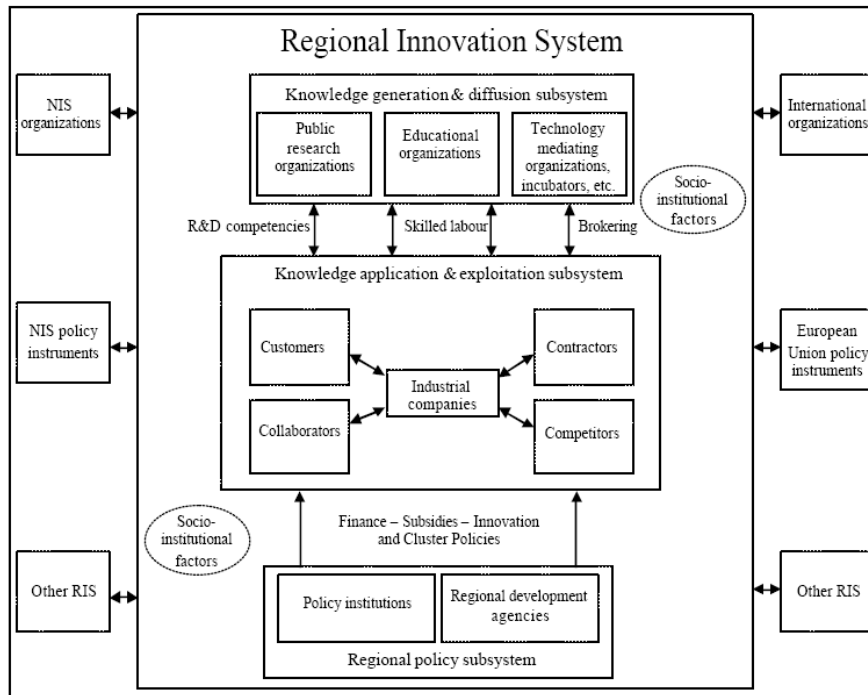 Regional Innovation System
Knowledge generation & diffusion subsystem
Public
research
organizations
Educational
organizations
Technology
mediating
organizations,
incubators, etc.
NIS
organizations
International
organizations
Socio-
institutional
factors
R&D competencies
Skilled labour
Brokering
Knowledge application & exploitation subsystem
NIS policy
instruments
European
Union policy
instruments
Customers
Contractors
Industrial
companies
Collaborators
Competitors
Socio-
institutional
factors
Finance – Subsidies – Innovation
and Cluster Policies
Other RIS
Other RIS
Policy institutions
Regional development
agencies
Regional policy subsystem